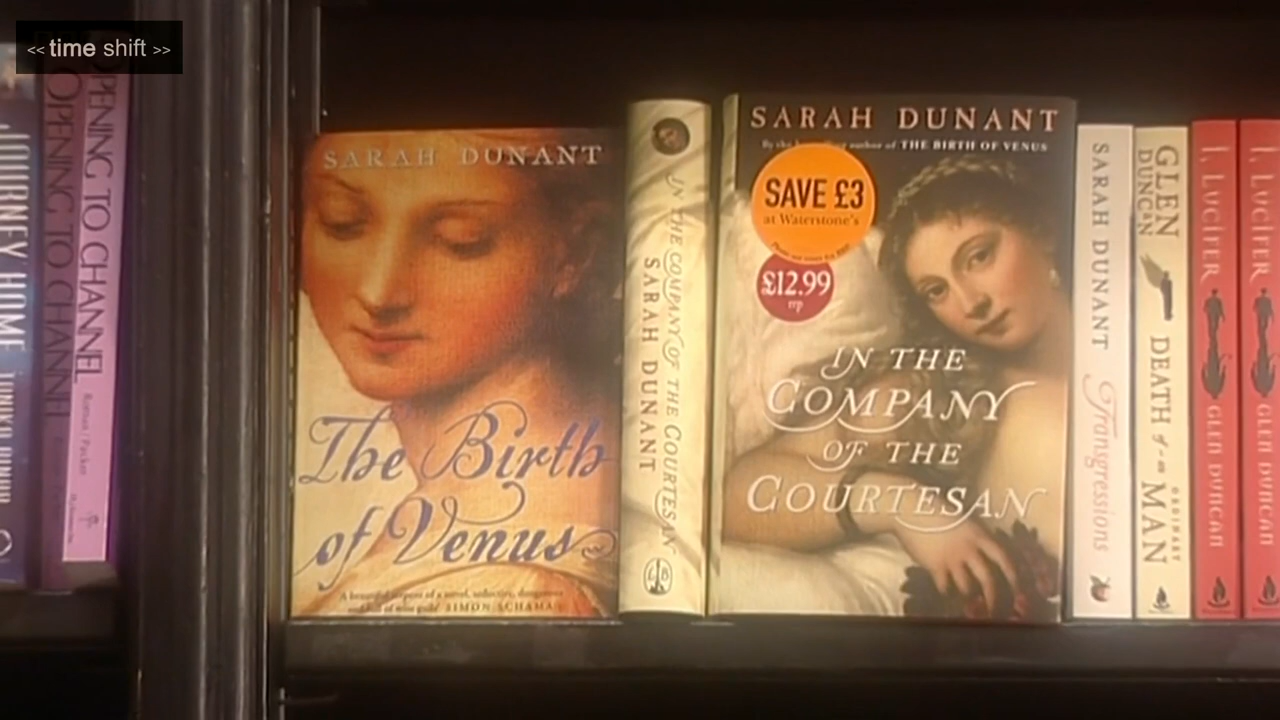 << time shift >>
JOURNEY HOME
OPENING TO CHANNEL
OPENING TO CHANNEL
SARAH DUNANT
The Birth
of Venus
SIMON SCHAMA
IN THE COMPANY OF THE COURTESAN
SARAH DUNANT
SARAH DUNANT
author of THE BIRTH OF VENUS
SAVE £3
at Waterstone's
£12.99
rrp
IN THE
COMPANY
OF THE
COURTESAN
SARAH DUNANT
Transgressions
GLEN
DUNCAN
DEATH of an
ORDINARY
MAN
I, LUCIFER
GLEN DUNCAN
I, LUCIFER
GLEN DUNCAN